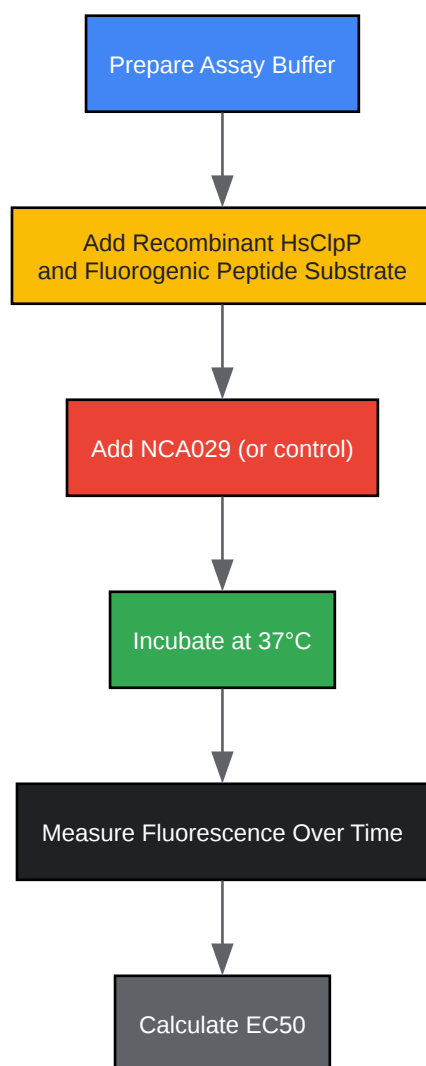 Prepare Assay Buffer
Add Recombinant HsClpP
and Fluorogenic Peptide Substrate
Add NCA029 (or control)
Incubate at 37°C
Measure Fluorescence Over Time
Calculate EC50